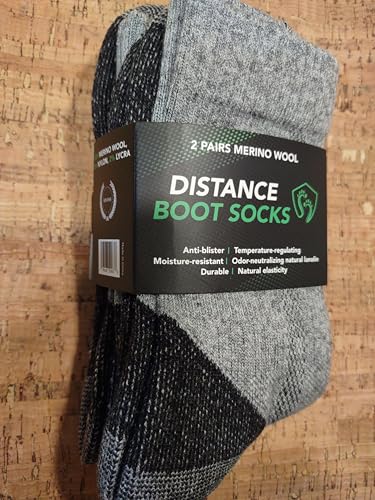 2 PAIRS MERINO WOOL
DISTANCE
BOOT SOCKS
Anti-blister | Temperature-regulating
Moisture-resistant | Odor-neutralizing natural lanolin
Durable | Natural elasticity
MERINO WOOL,
NYLON, 2% LYCRA